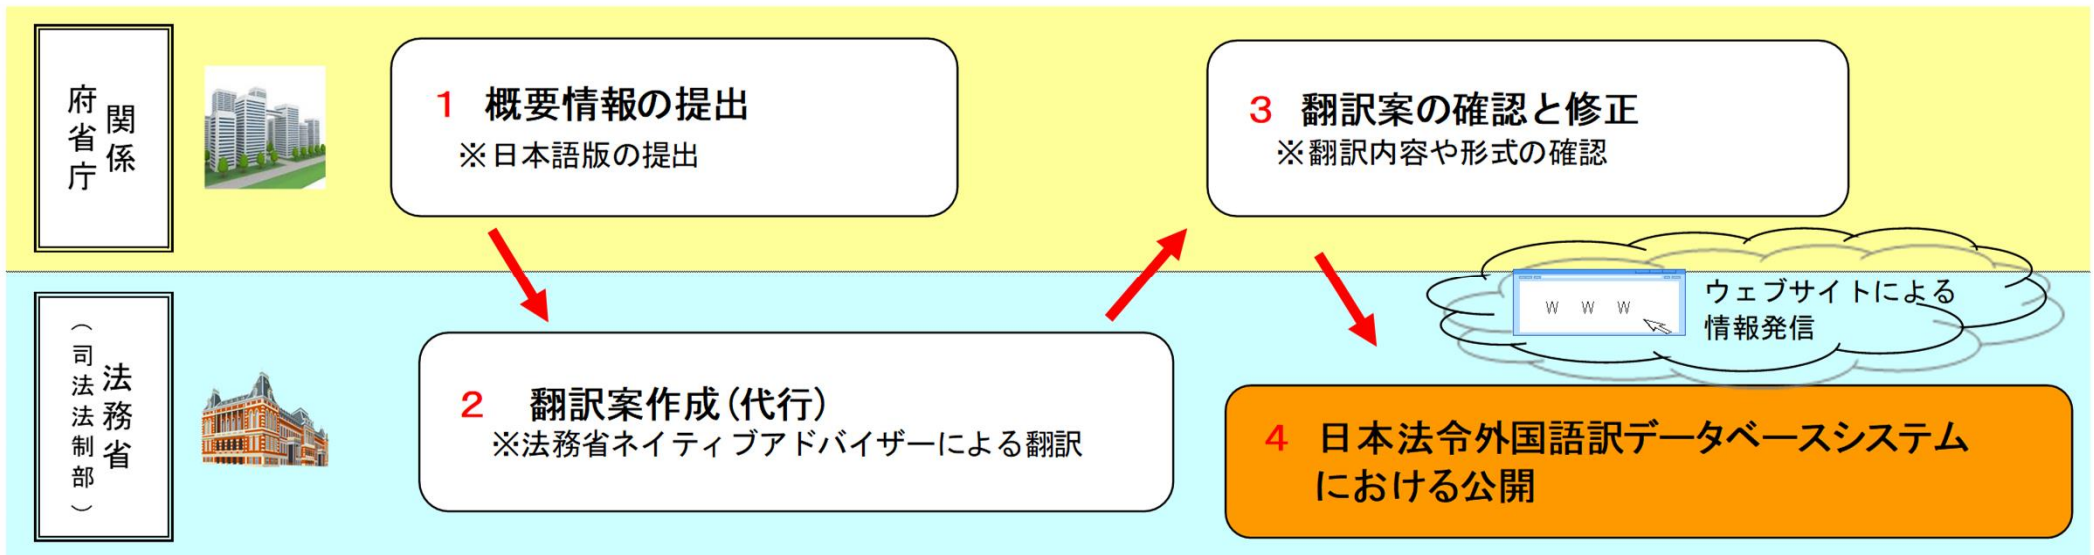 関係
府省庁
1 概要情報の提出
※日本語版の提出
3 翻訳案の確認と修正
※翻訳内容や形式の確認
法務省
（司法法制部）
2 翻訳案作成（代行）
※法務省ネイティブアドバイザーによる翻訳
W W W
ウェブサイトによる
情報発信
4 日本法令外国語訳データベースシステム
における公開